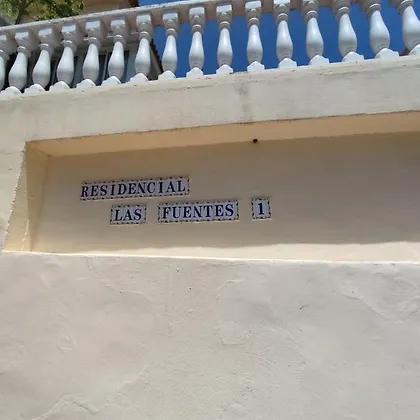 RESIDENCIAL
LAS FUENTES 1